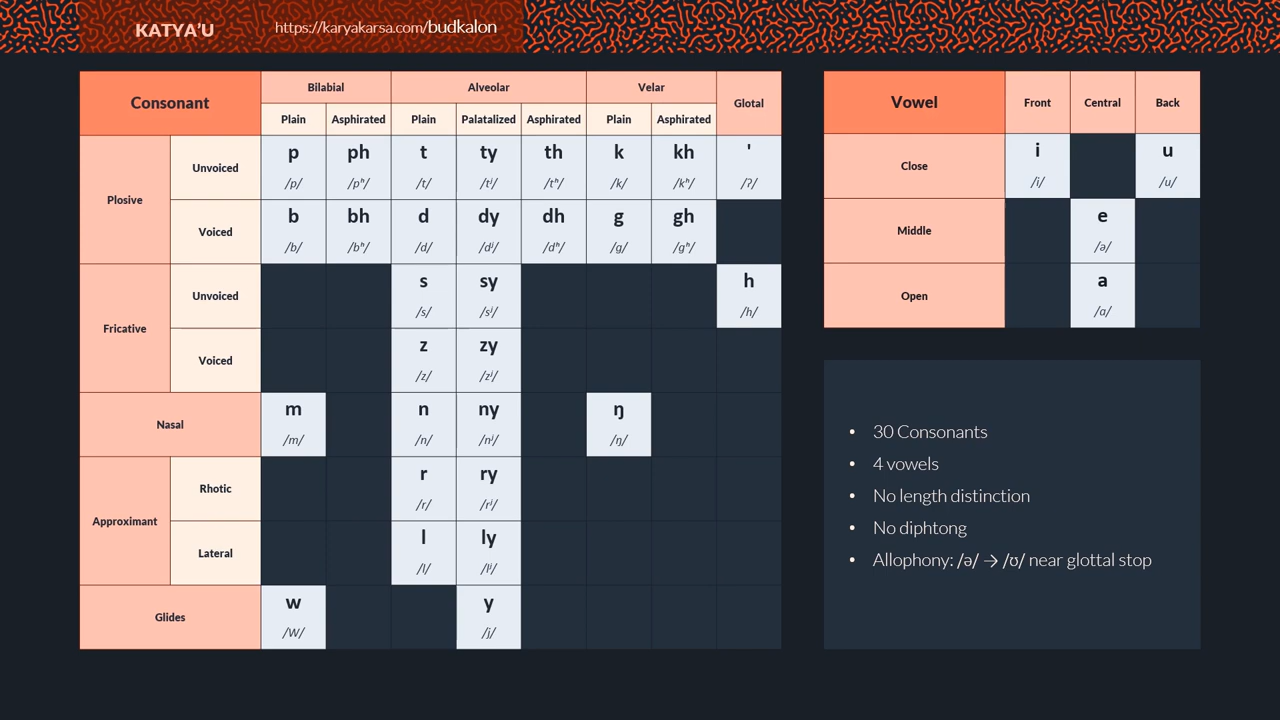 KATYA'U https://karyakarsa.com/budkalon
Consonant Bilabial Alveolar Velar Glotal
Plain Asphirated Plain Palatalized Asphirated Plain Asphirated
Plosive Unvoiced p ph t ty th k kh '
/p/ /pʰ/ /t/ /tʲ/ /tʰ/ /k/ /kʰ/ /ʔ/
Voiced b bh d dy dh g gh
/b/ /bʰ/ /d/ /dʲ/ /dʰ/ /g/ /gʰ/
Fricative Unvoiced s sy h
/s/ /sʲ/ /h/
Voiced z zy
/z/ /zʲ/
Nasal m n ny ŋ
/m/ /n/ /nʲ/ /ŋ/
Approximant Rhotic r ry
/r/ /rʲ/
Lateral l ly
/l/ /lʲ/
Glides w y
/W/ /j/
Vowel Front Central Back
Close i u
/i/ /u/
Middle e
/ə/
Open a
/a/
• 30 Consonants
• 4 vowels
• No length distinction
• No diphtong
• Allophony: /ə/ → /ʊ/ near glottal stop